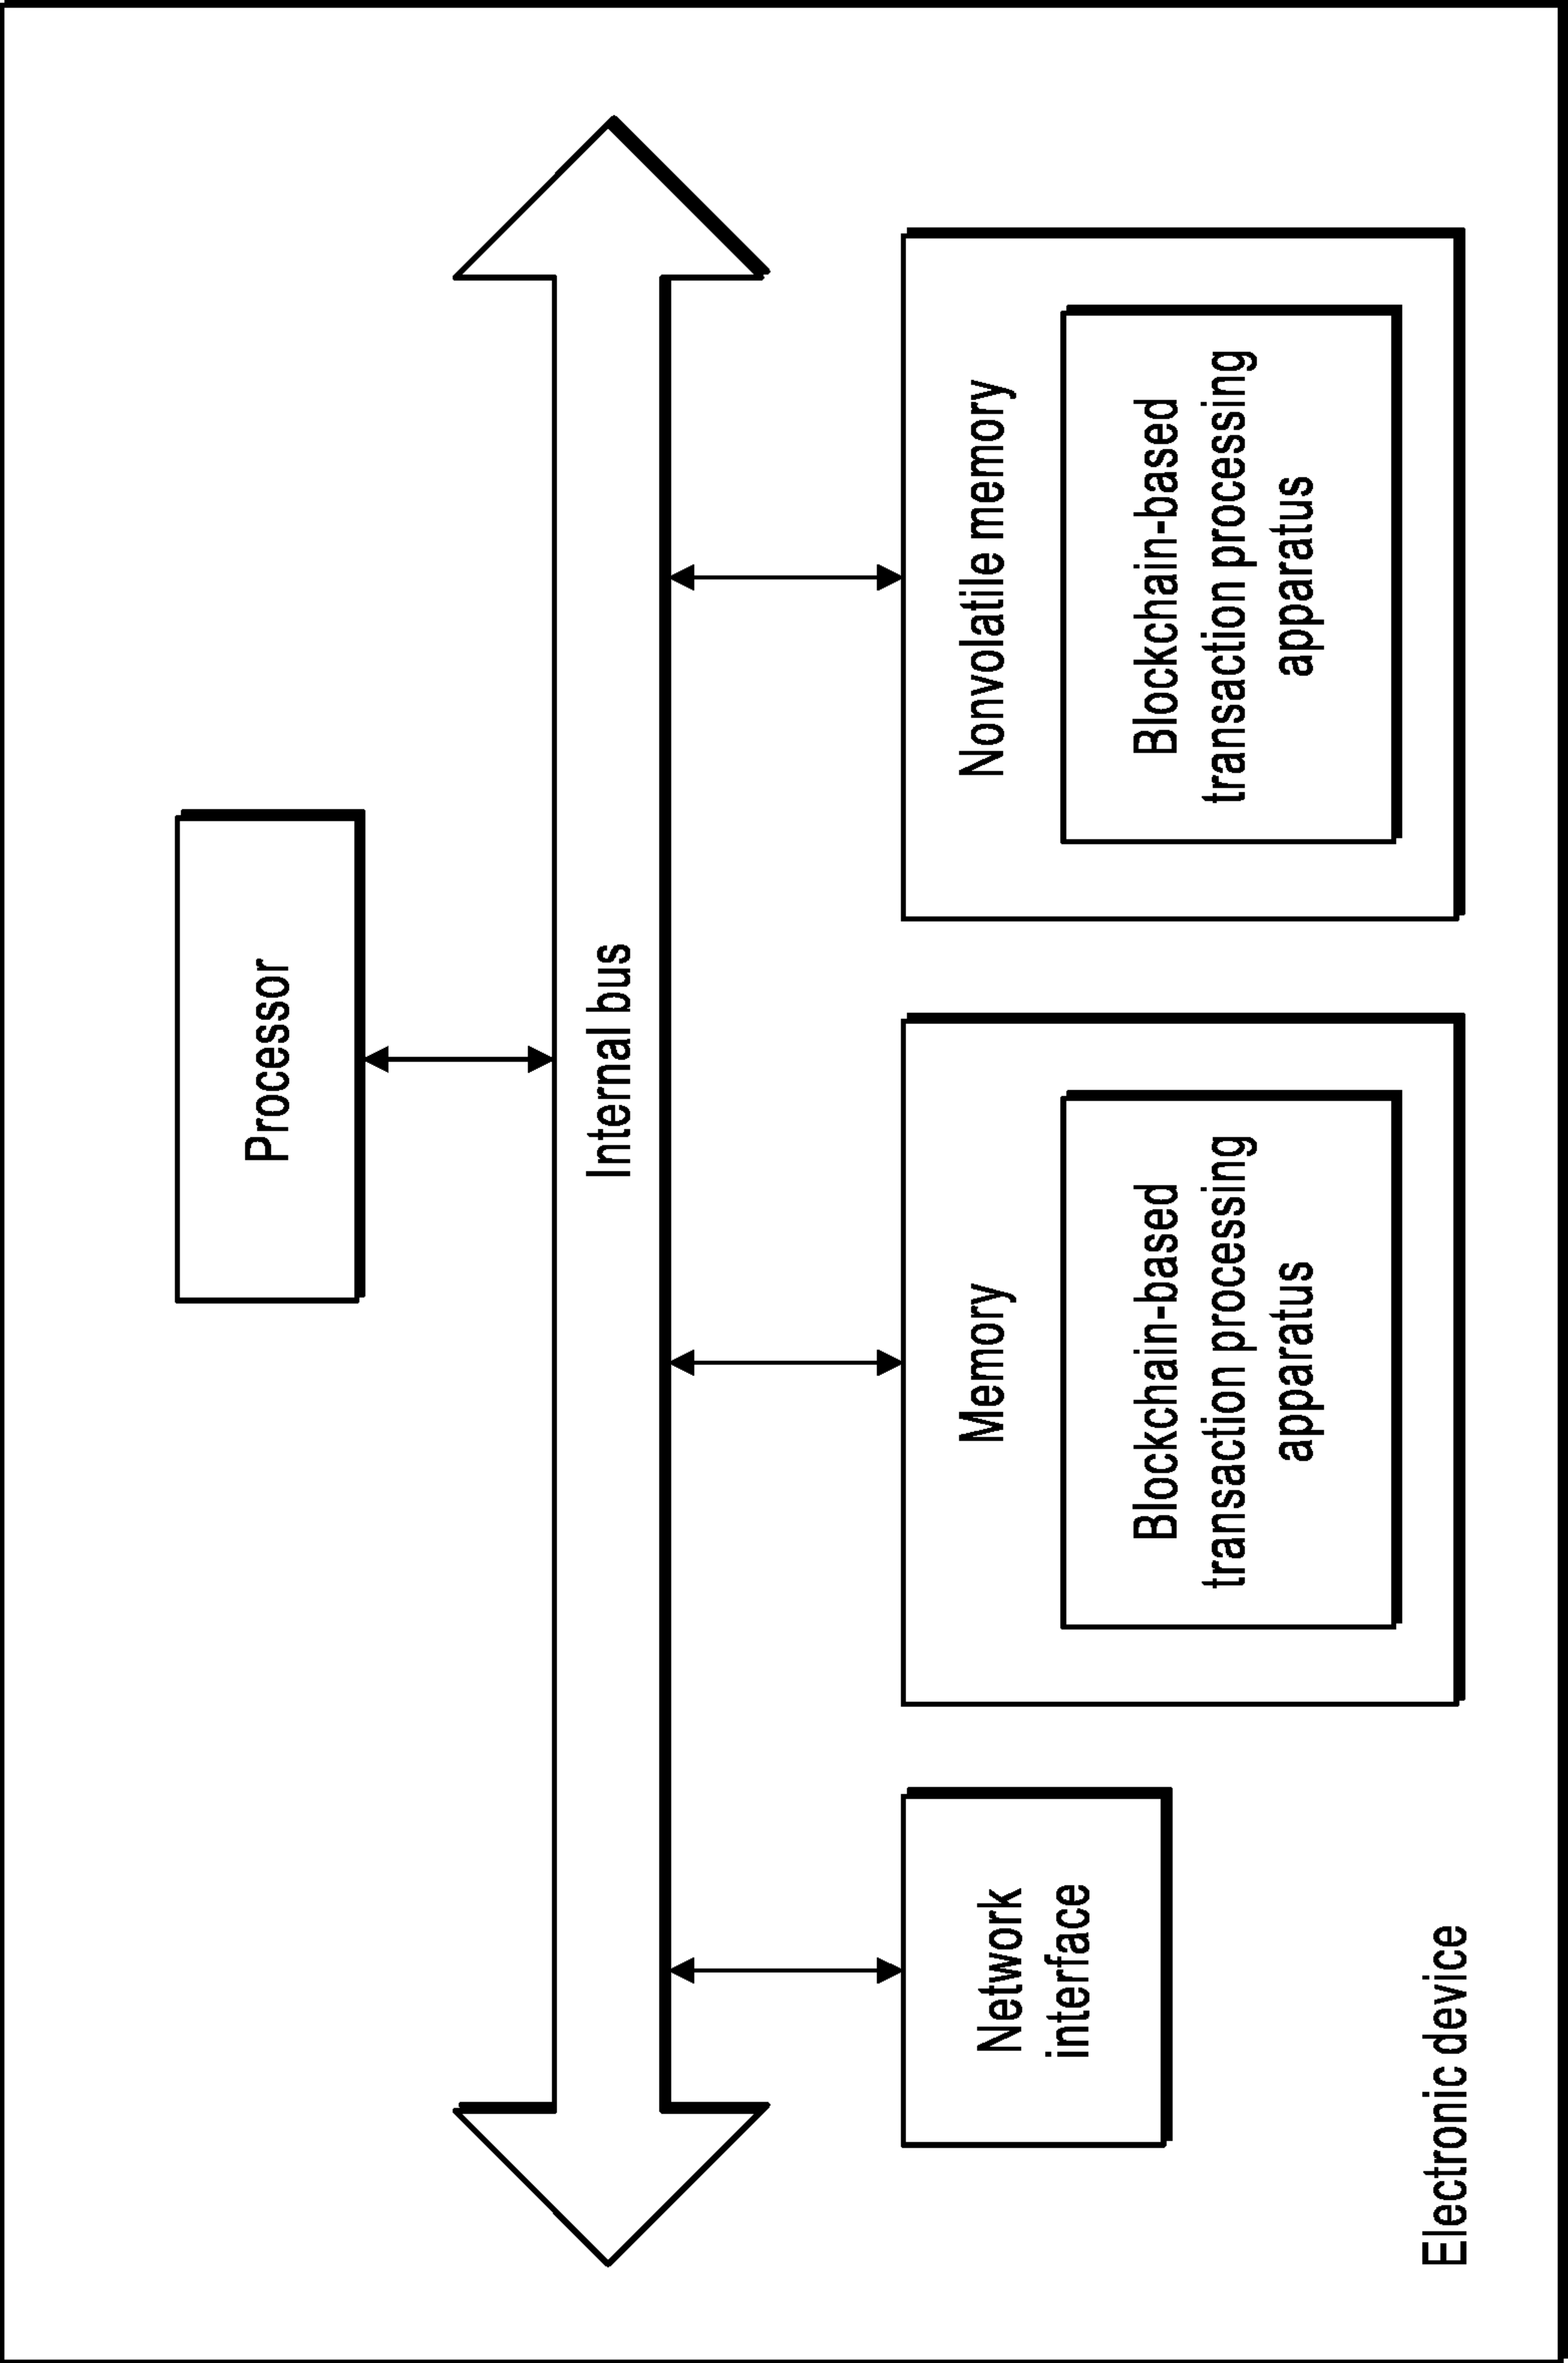 Processor
Internal bus
Network
interface
Memory
Blockchain-based
transaction processing
apparatus
Nonvolatile memory
Blockchain-based
transaction processing
apparatus
Electronic device